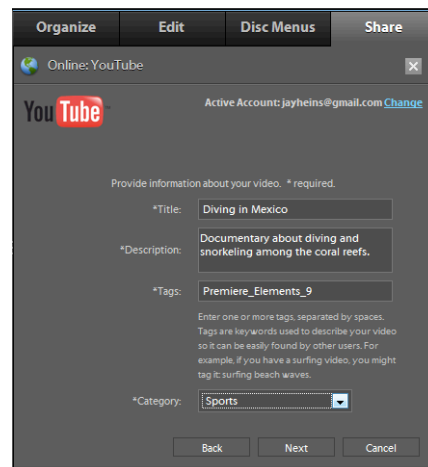 Organize Edit Disc Menus Share
Online: YouTube
YouTube Active Account: jayheins@gmail.com Change
Provide information about your video. * required.
*Title: Diving in Mexico
*Description: Documentary about diving and
snorkeling among the coral reefs.
*Tags: Premiere_Elements_9
Enter one or more tags, separated by spaces.
Tags are keywords used to describe your video
so it can be easily found by other users. For
example, if you have a surfing video, you might
tag it: surfing beach waves.
*Category: Sports
Back Next Cancel